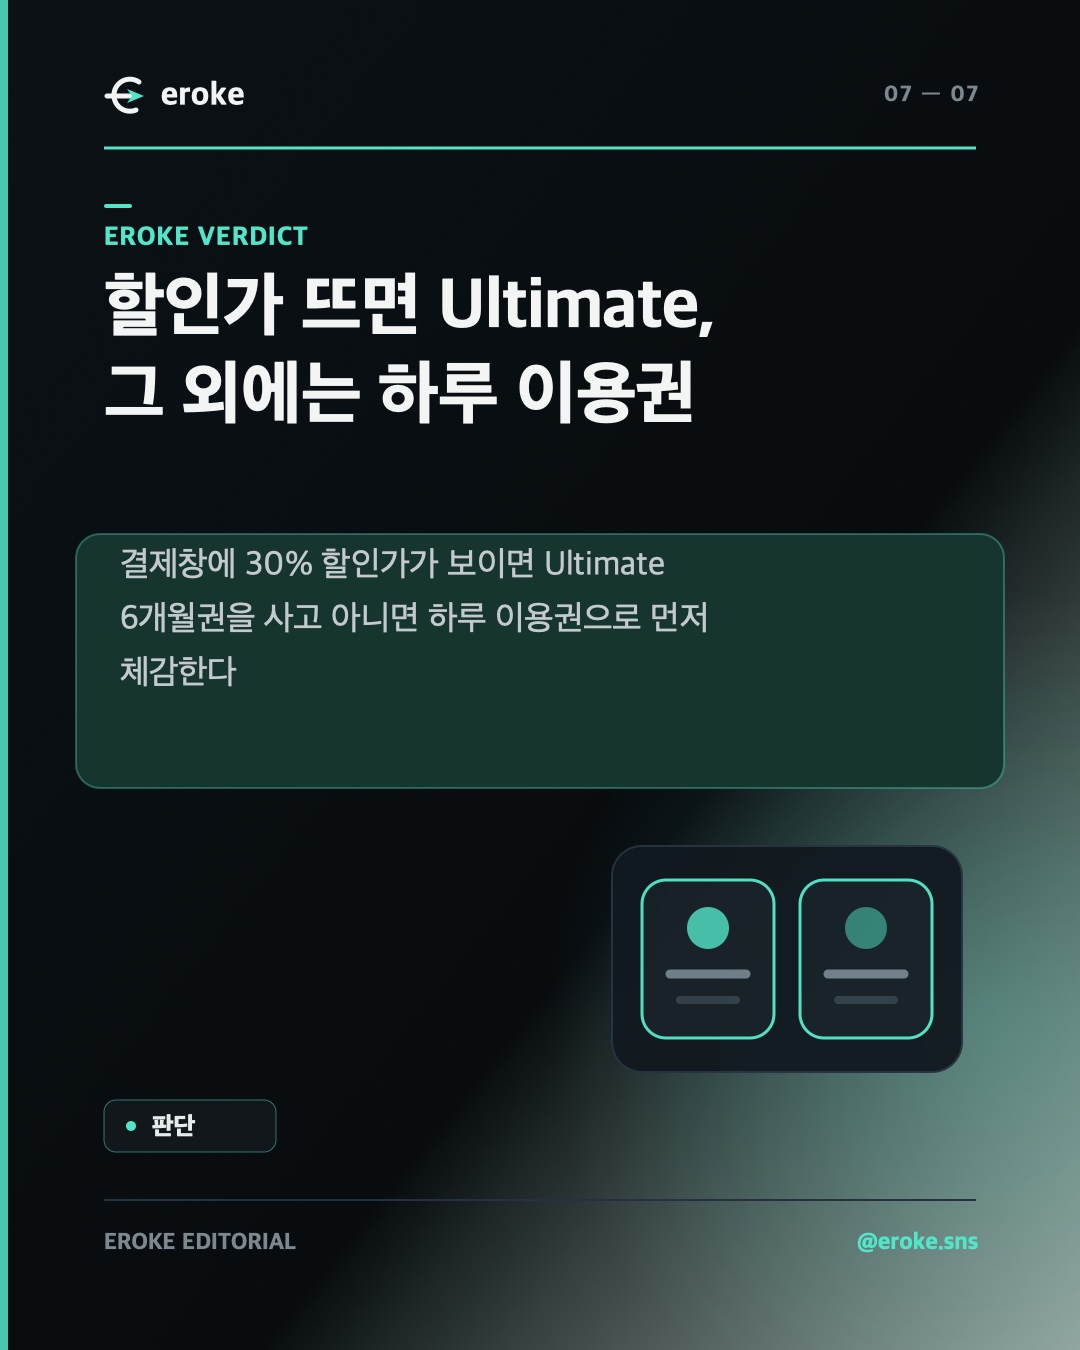 eroke
07 — 07
EROKE VERDICT
할인가 뜨면 Ultimate,
그 외에는 하루 이용권
결제창에 30% 할인가가 보이면 Ultimate
6개월권을 사고 아니면 하루 이용권으로 먼저
체감한다
판단
EROKE EDITORIAL
@eroke.sns